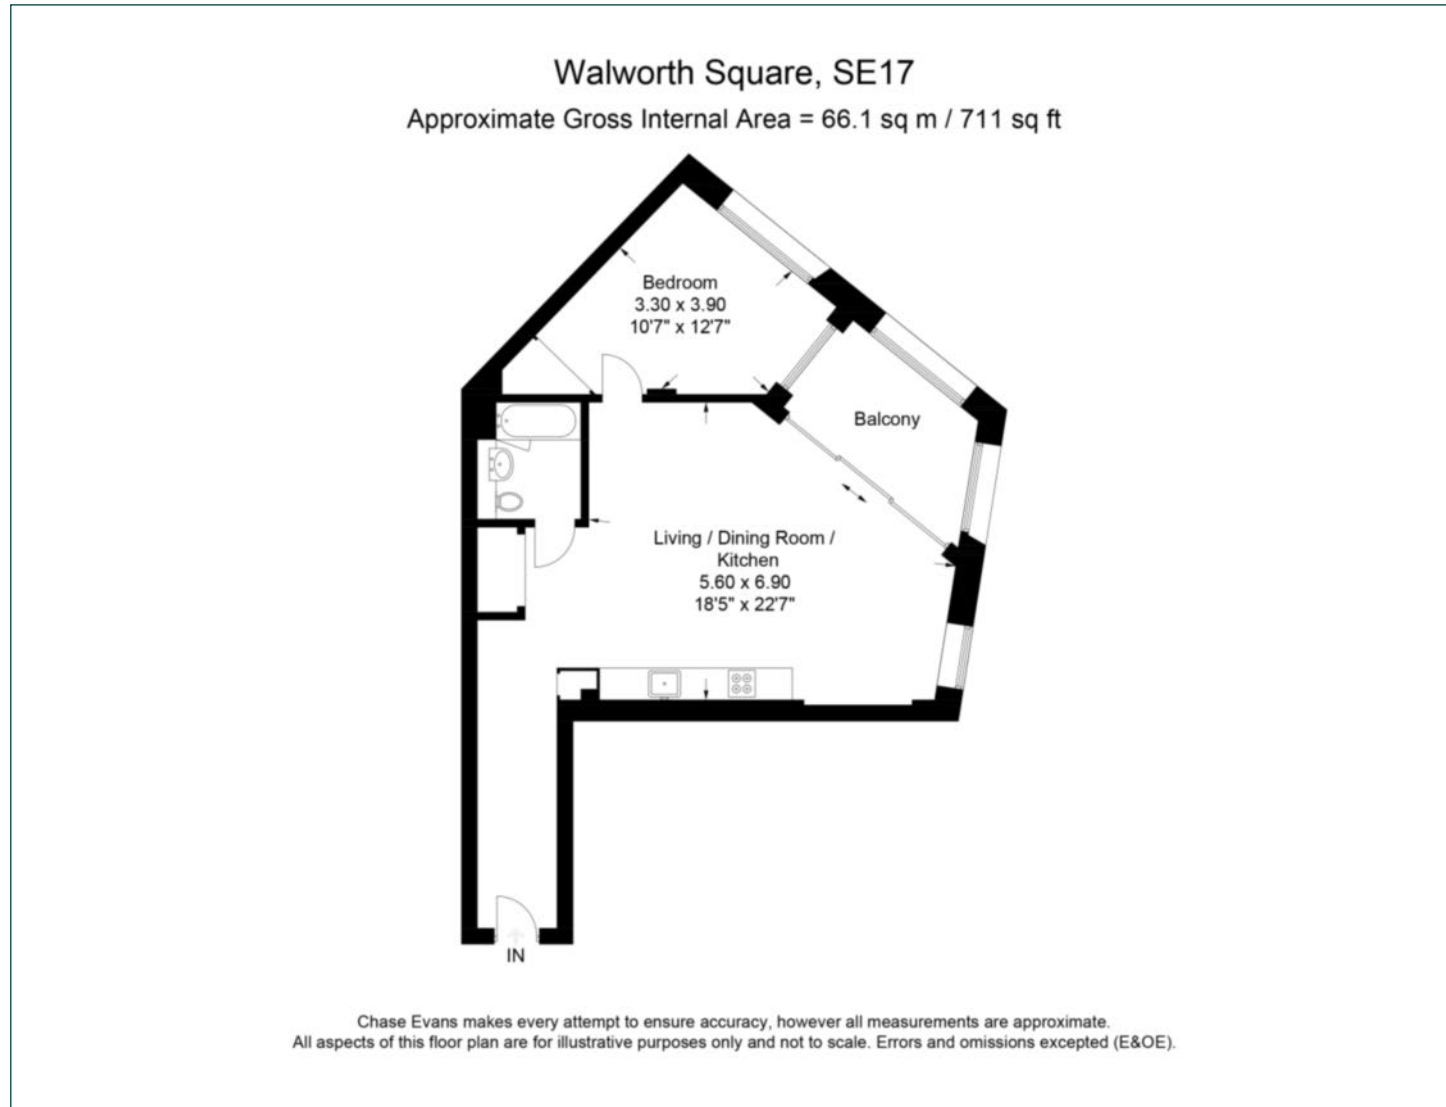 Walworth Square, SE17
Approximate Gross Internal Area = 66.1 sq m / 711 sq ft
Bedroom
3.30 x 3.90
10'7" x 12'7"
Balcony
Living / Dining Room /
Kitchen
5.60 x 6.90
18'5" x 22'7"
IN
Chase Evans makes every attempt to ensure accuracy, however all measurements are approximate.
All aspects of this floor plan are for illustrative purposes only and not to scale. Errors and omissions excepted (E&OE).